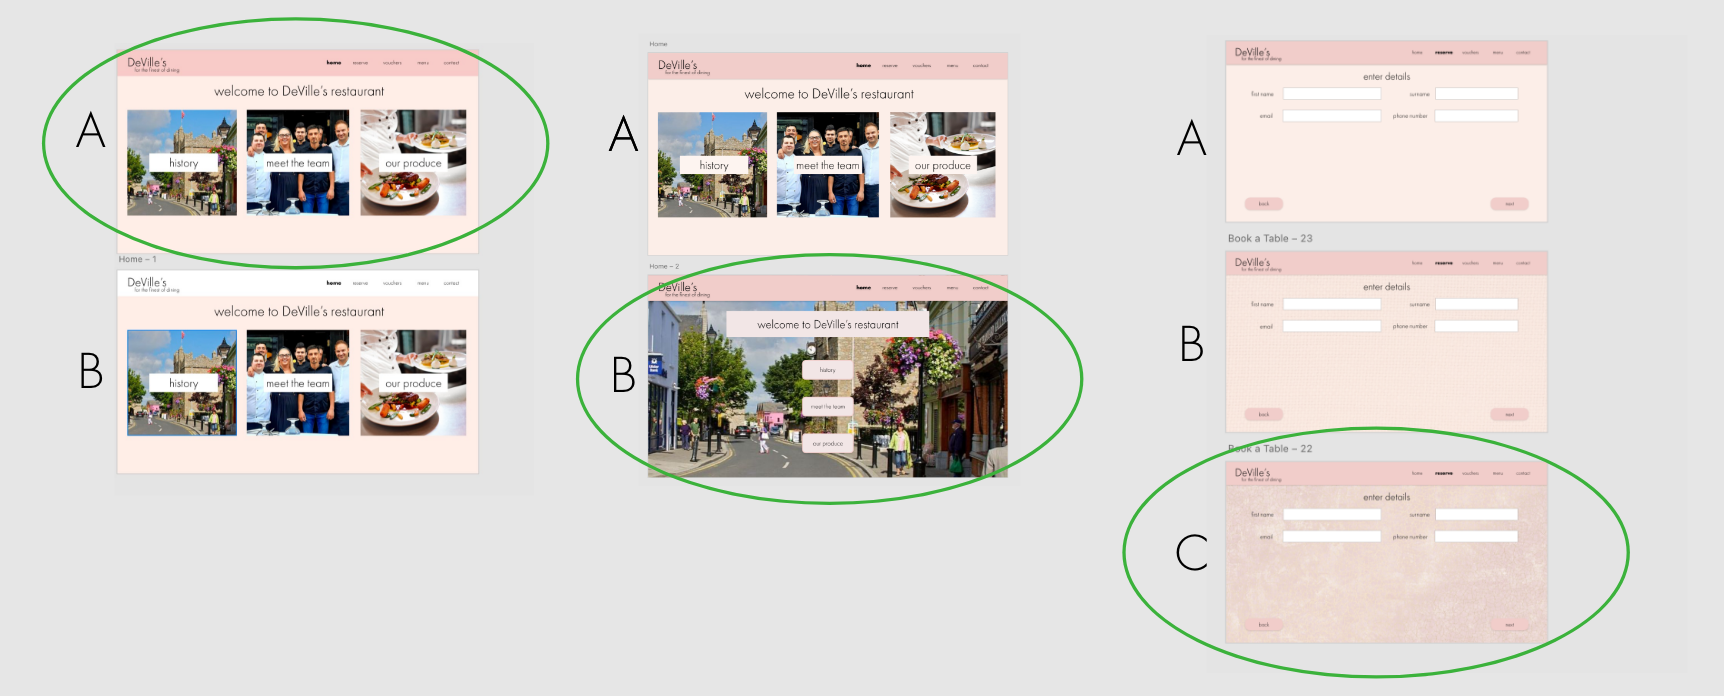 A
DeVille's
for the finest of dining
home reserve vouchers menu contact
welcome to DeVille's restaurant
history
meet the team
our produce
Home – 1
B
DeVille's
for the finest of dining
home reserve vouchers menu contact
welcome to DeVille's restaurant
history
meet the team
our produce
Home
A
DeVille's
for the finest of dining
home reserve vouchers menu contact
welcome to DeVille's restaurant
history
meet the team
our produce
Home – 2
B
DeVille's
for the finest of dining
home reserve vouchers menu contact
welcome to DeVille's restaurant
history
meet the team
our produce
A
DeVille's
for the finest of dining
home reserve vouchers menu contact
enter details
first name surname
email phone number
back next
Book a Table – 23
B
DeVille's
for the finest of dining
home reserve vouchers menu contact
enter details
first name surname
email phone number
back next
Book a Table – 22
C
DeVille's
for the finest of dining
home reserve vouchers menu contact
enter details
first name surname
email phone number
back next